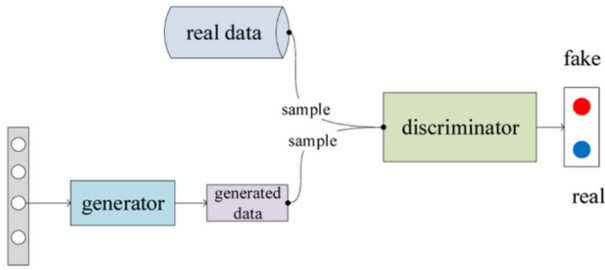 real data
fake
sample
discriminator
sample
generator
generated
data
real